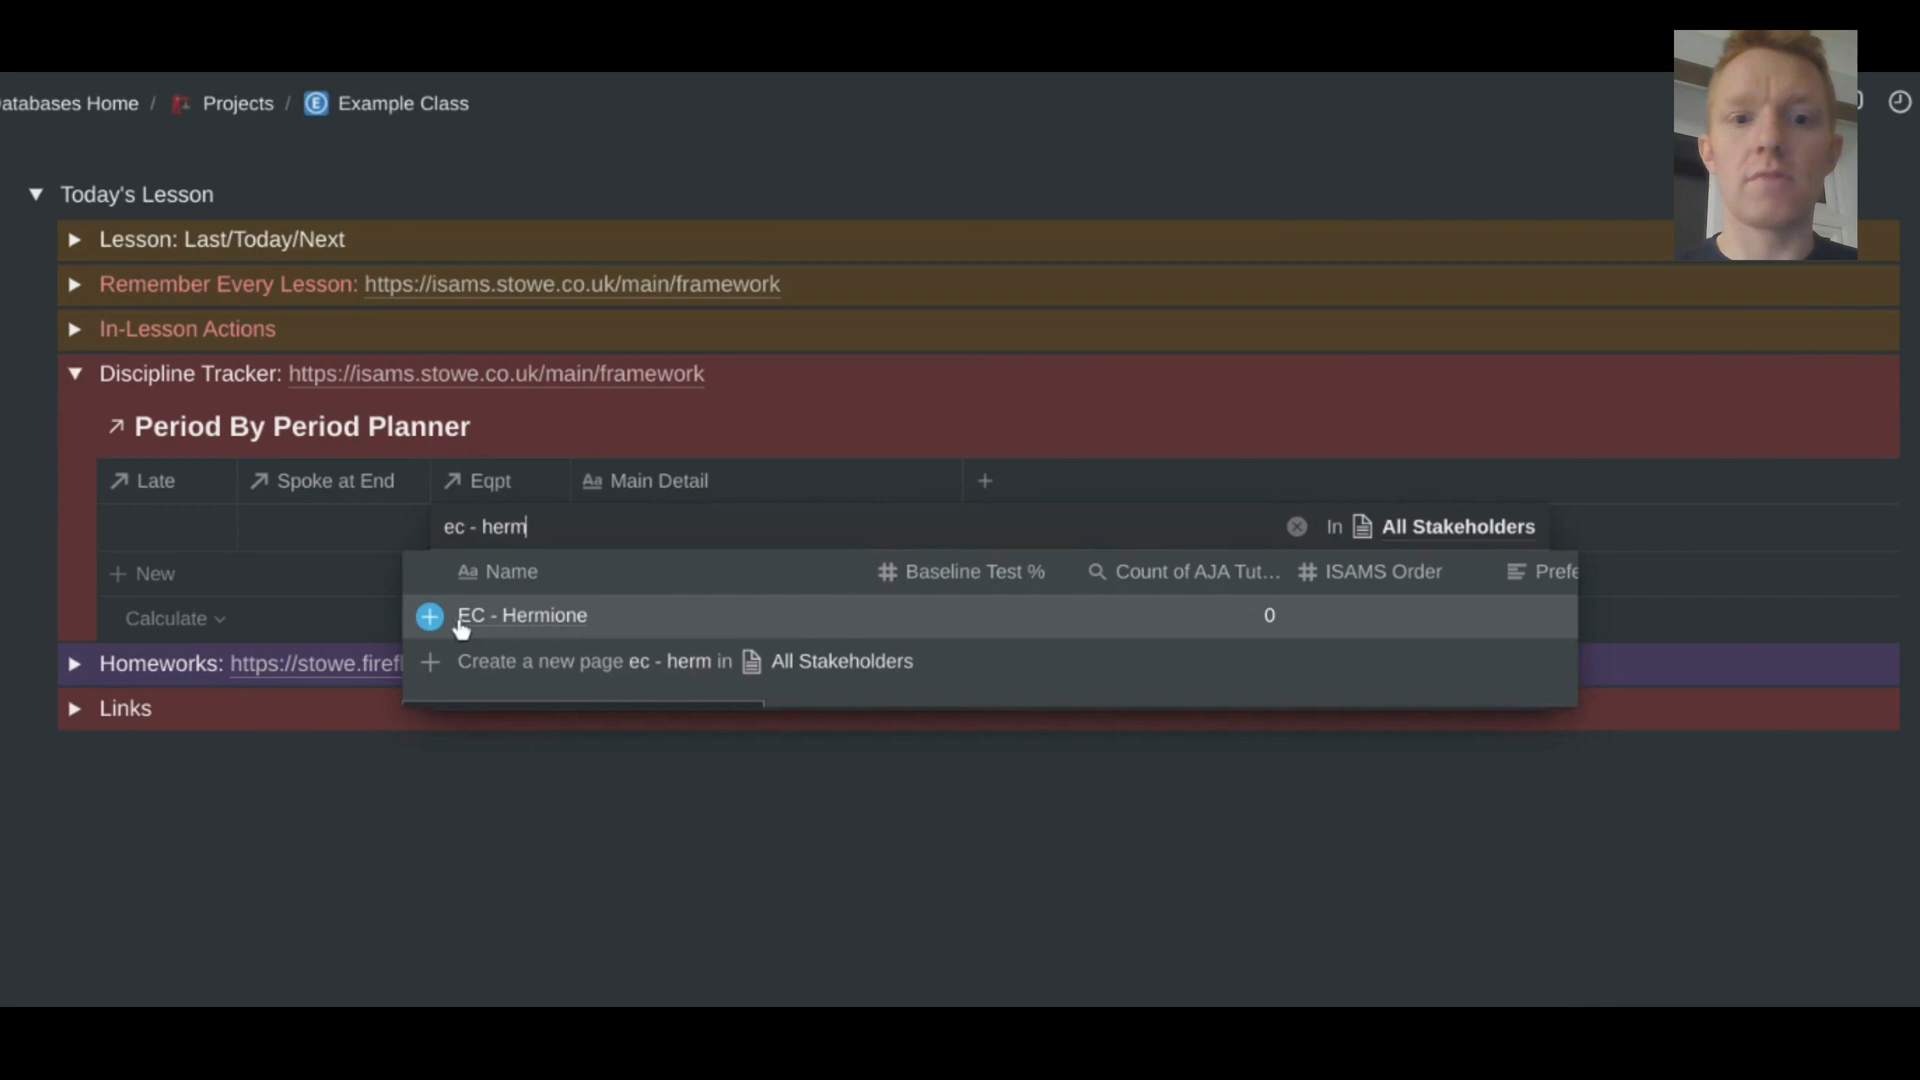 atabases Home / Projects / Example Class
Today's Lesson
Lesson: Last/Today/Next
Remember Every Lesson: https://isams.stowe.co.uk/main/framework
In-Lesson Actions
Discipline Tracker: https://isams.stowe.co.uk/main/framework
Period By Period Planner
Late Spoke at End Eqpt Aa Main Detail +
ec - herm In All Stakeholders
Aa Name # Baseline Test % Count of AJA Tut... # ISAMS Order Prefe
+ New
EC - Hermione 0
Calculate
+ Create a new page ec - herm in All Stakeholders
Homeworks: https://stowe.firefl
Links